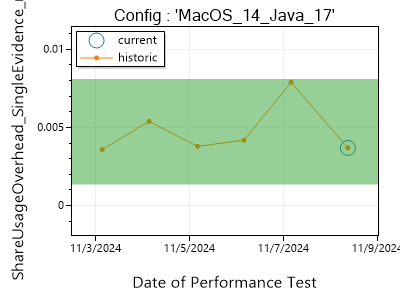 Config : 'MacOS_14_Java_17'
ShareUsageOverhead_SingleEvidence_
0.01
0.005
0
current
historic
11/3/2024
11/5/2024
11/7/2024
11/9/2024
Date of Performance Test